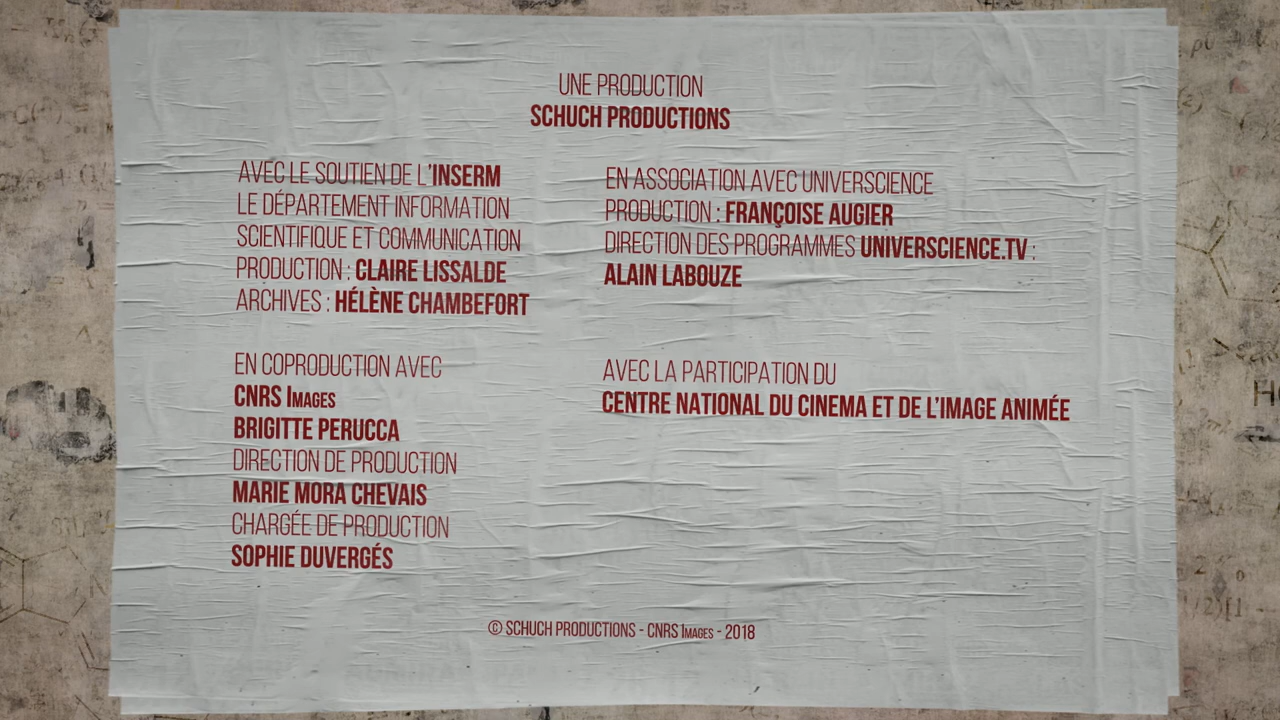 UNE PRODUCTION
SCHUCH PRODUCTIONS
AVEC LE SOUTIEN DE L'INSERM
LE DÉPARTEMENT INFORMATION
SCIENTIFIQUE ET COMMUNICATION
PRODUCTION : CLAIRE LISSALDE
ARCHIVES : HÉLÈNE CHAMBEFORT
EN ASSOCIATION AVEC UNIVERSCIENCE
PRODUCTION : FRANÇOISE AUGIER
DIRECTION DES PROGRAMMES UNIVERSCIENCE.TV :
ALAIN LABOUZE
EN COPRODUCTION AVEC
CNRS Images
BRIGITTE PERUCCA
DIRECTION DE PRODUCTION
MARIE MORA CHEVAIS
CHARGÉE DE PRODUCTION
SOPHIE DUVERGÉS
AVEC LA PARTICIPATION DU
CENTRE NATIONAL DU CINEMA ET DE L'IMAGE ANIMÉE
© SCHUCH PRODUCTIONS - CNRS Images - 2018